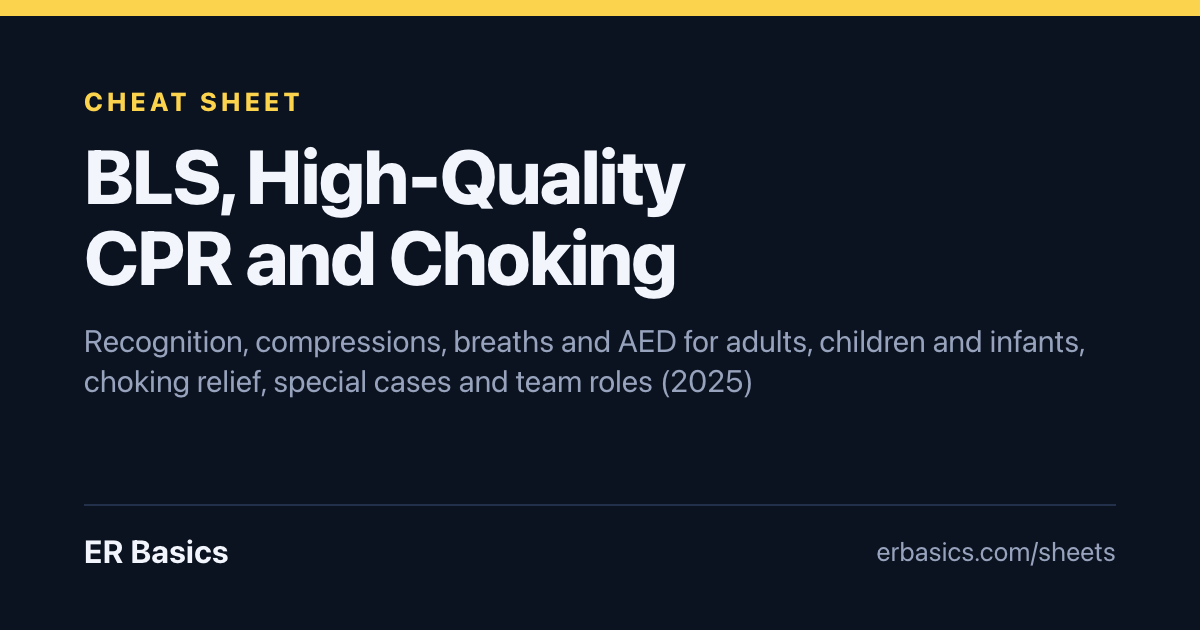 CHEAT SHEET
BLS, High-Quality
CPR and Choking
Recognition, compressions, breaths and AED for adults, children and infants,
choking relief, special cases and team roles (2025)
ER Basics
erbasics.com/sheets